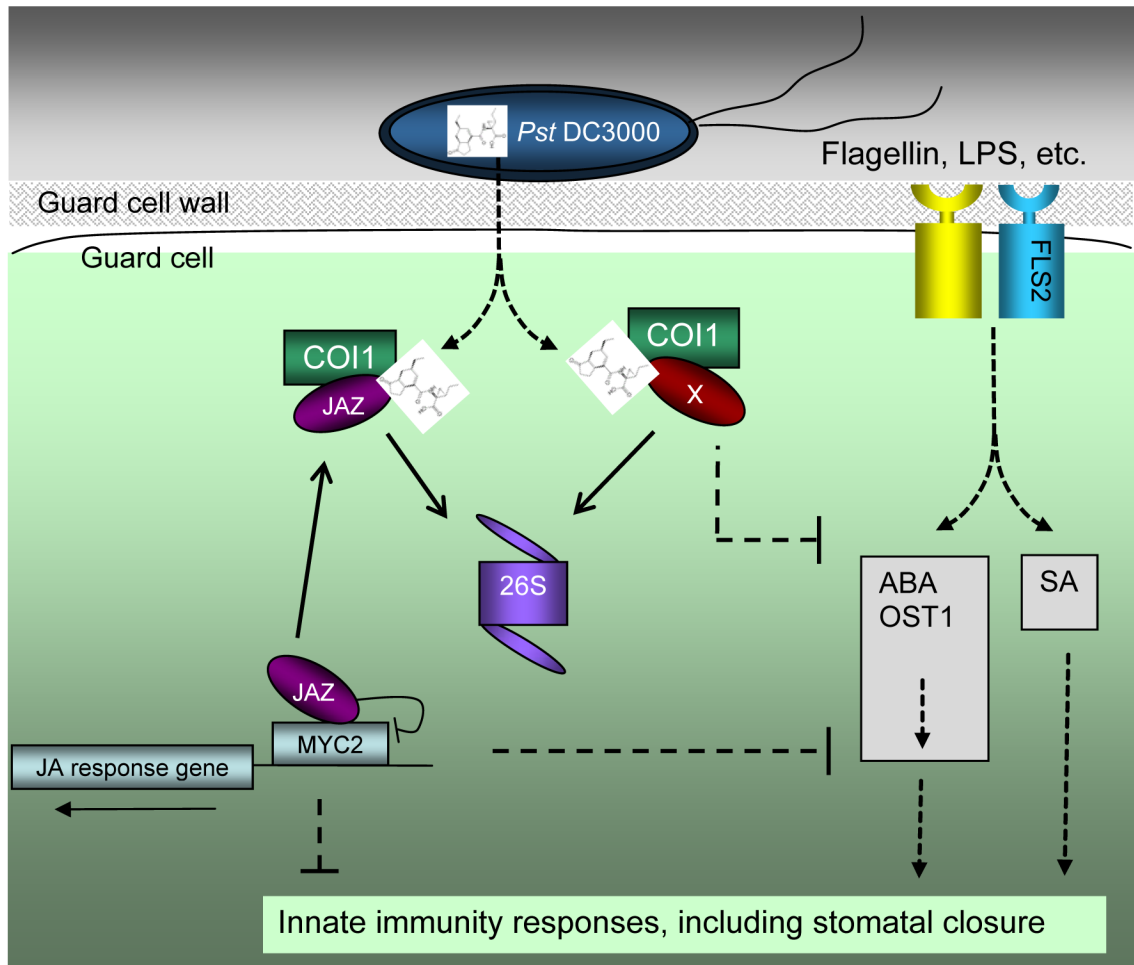 Pst DC3000
Flagellin, LPS, etc.
Guard cell wall
Guard cell
FLS2
COI1
JAZ
COI1
X
26S
ABA
OST1
SA
JAZ
MYC2
JA response gene
Innate immunity responses, including stomatal closure